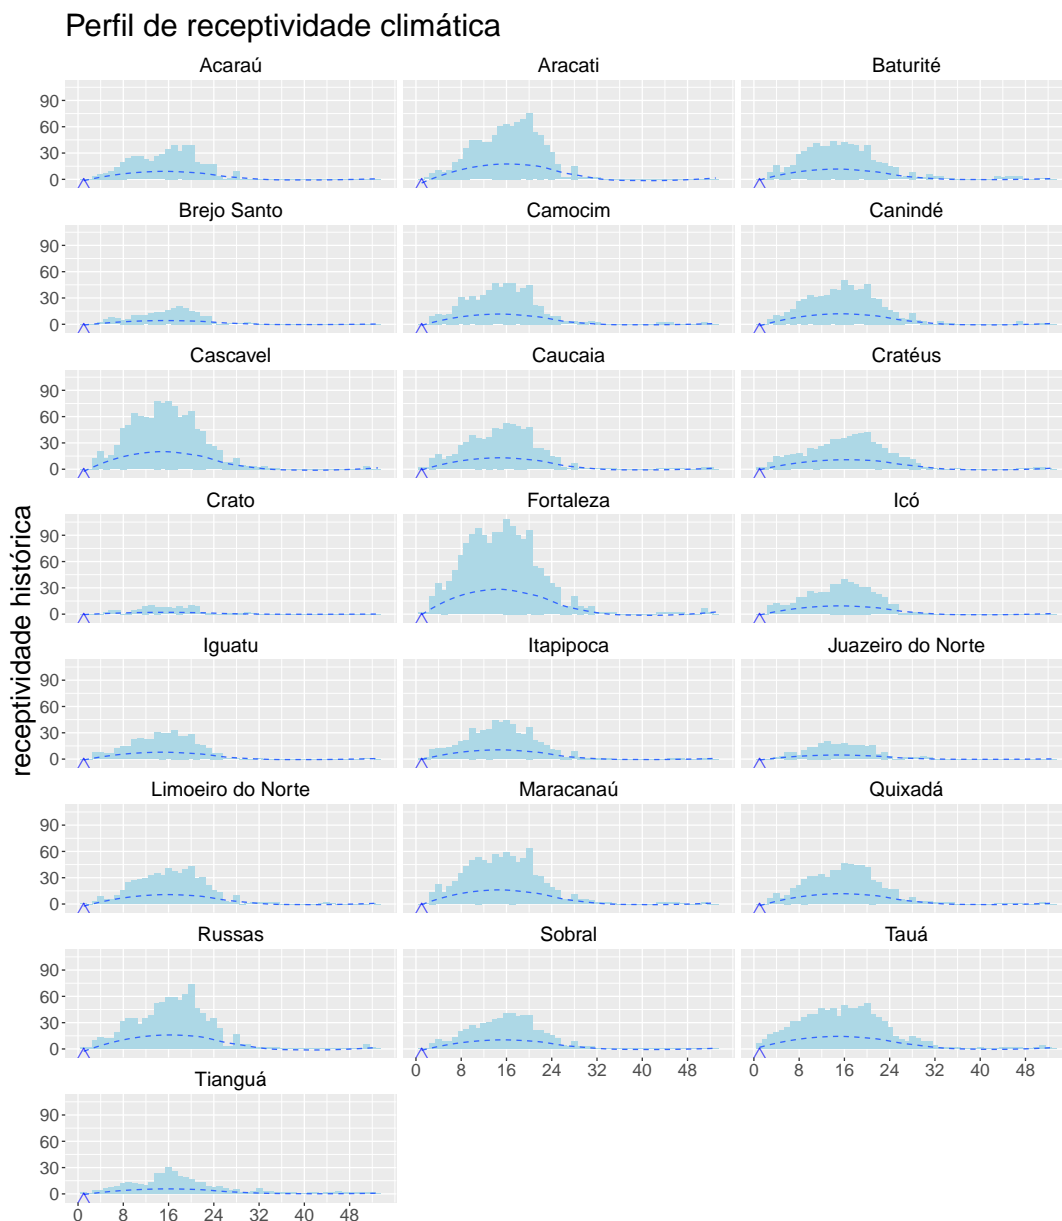 Perfil de receptividade climática
Acaraú Aracati Baturité
90
60
30
0
Brejo Santo Camocim Canindé
90
60
30
0
Cascavel Caucaia Cratéus
90
60
30
0
Crato Fortaleza Icó
90
60
30
0
receptividade histórica
Iguatu Itapipoca Juazeiro do Norte
90
60
30
0
Limoeiro do Norte Maracanaú Quixadá
90
60
30
0
Russas Sobral Tauá
90
60
30
0
0 8 16 24 32 40 48 0 8 16 24 32 40 48
Tianguá
90
60
30
0
0 8 16 24 32 40 48